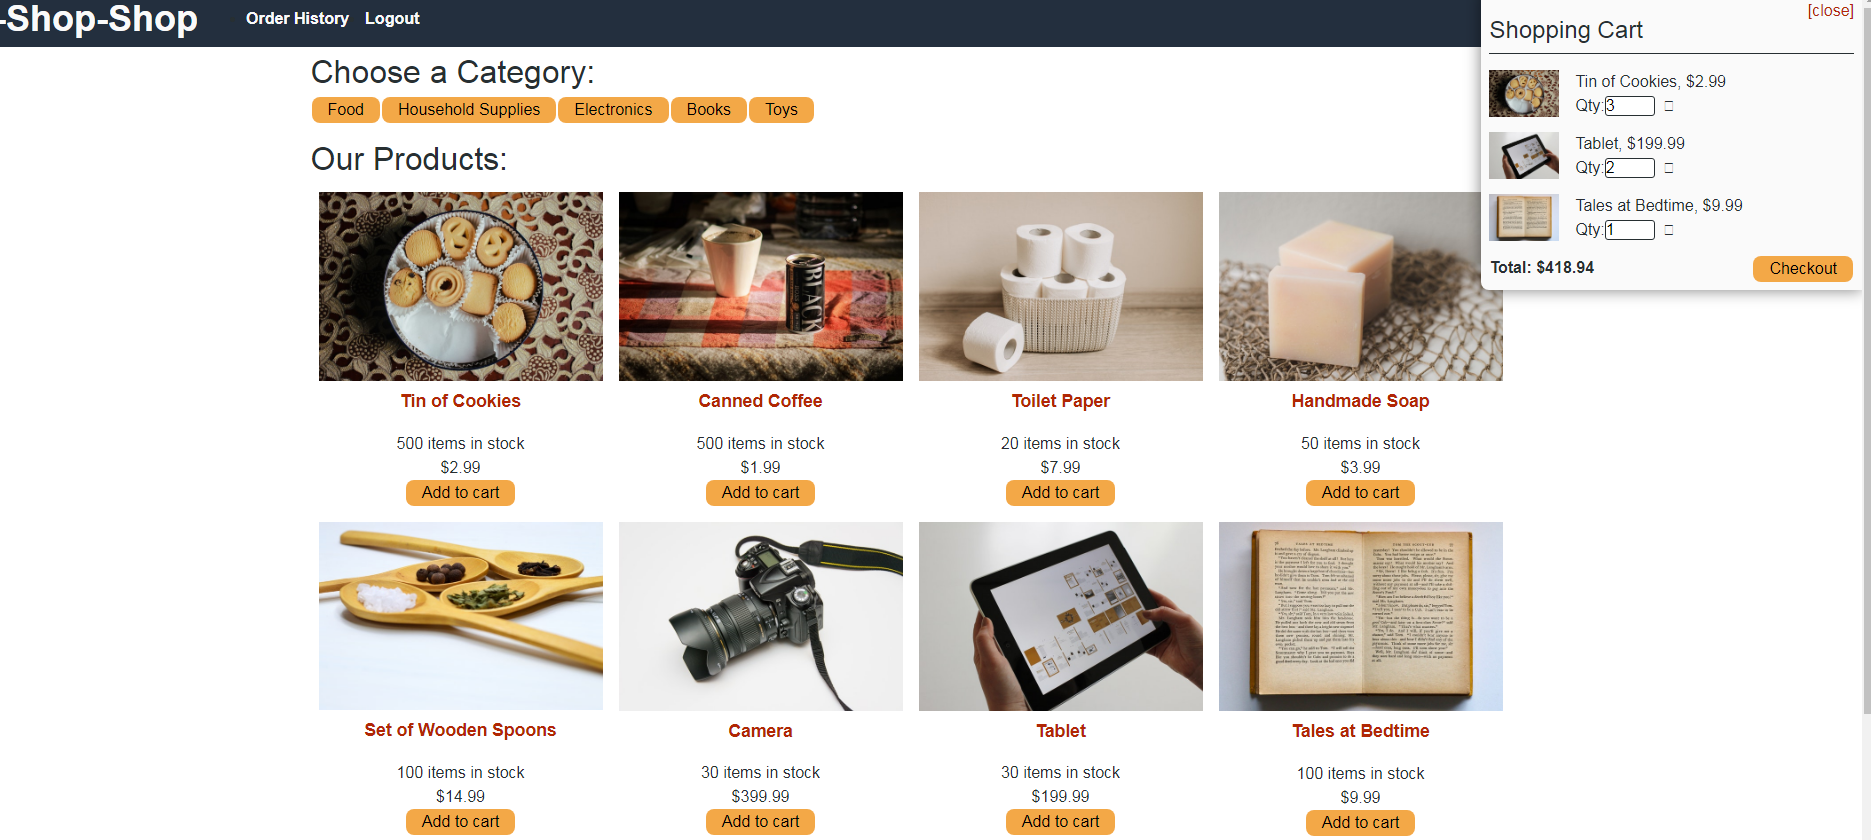 -Shop-Shop
Order History Logout
Choose a Category:
Food Household Supplies Electronics Books Toys
Our Products:
BLACK
Tin of Cookies
500 items in stock
$2.99
Add to cart
Canned Coffee
500 items in stock
$1.99
Add to cart
Toilet Paper
20 items in stock
$7.99
Add to cart
Handmade Soap
50 items in stock
$3.99
Add to cart
Set of Wooden Spoons
100 items in stock
$14.99
Add to cart
Camera
30 items in stock
$399.99
Add to cart
Tablet
30 items in stock
$199.99
Add to cart
TALES AT BEDTIME
Tales at Bedtime
100 items in stock
$9.99
Add to cart
[close]
Shopping Cart
Tin of Cookies, $2.99
Qty:3
Tablet, $199.99
Qty:2
Tales at Bedtime, $9.99
Qty:1
Total: $418.94
Checkout